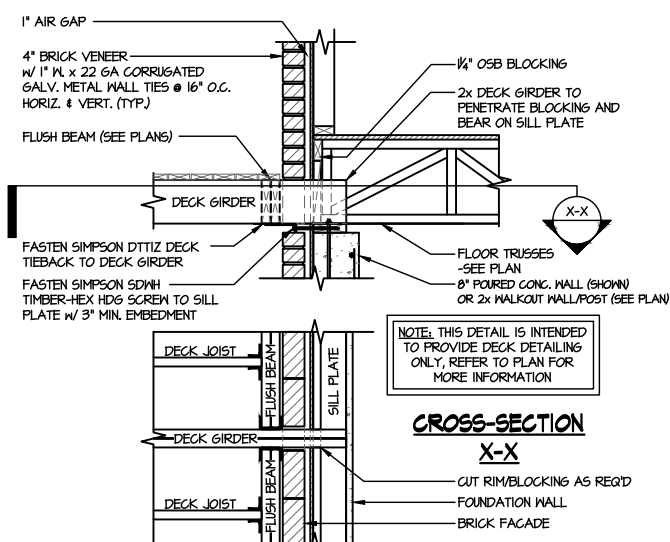 1" AIR GAP
4" BRICK VENEER
W/ 1" W. x 22 GA CORRUGATED
GALV. METAL WALL TIES @ 16" O.C.
HORIZ. & VERT. (TYP.)
FLUSH BEAM (SEE PLANS)
DECK GIRDER
FASTEN SIMPSON DTT1Z DECK
TIEBACK TO DECK GIRDER
FASTEN SIMPSON SDWH
TIMBER-HEX HDG SCREW TO SILL
PLATE W/ 3" MIN. EMBEDMENT
1¼" OSB BLOCKING
2x DECK GIRDER TO
PENETRATE BLOCKING AND
BEAR ON SILL PLATE
X-X
FLOOR TRUSSES
-SEE PLAN
8" POURED CONC. WALL (SHOWN)
OR 2x WALKOUT WALL/POST (SEE PLAN)
NOTE: THIS DETAIL IS INTENDED
TO PROVIDE DECK DETAILING
ONLY, REFER TO PLAN FOR
MORE INFORMATION
CROSS-SECTION
X-X
DECK JOIST
FLUSH BEAM
SILL PLATE
DECK GIRDER
DECK JOIST
FLUSH BEAM
CUT RIM/BLOCKING AS REQ'D
FOUNDATION WALL
BRICK FACADE